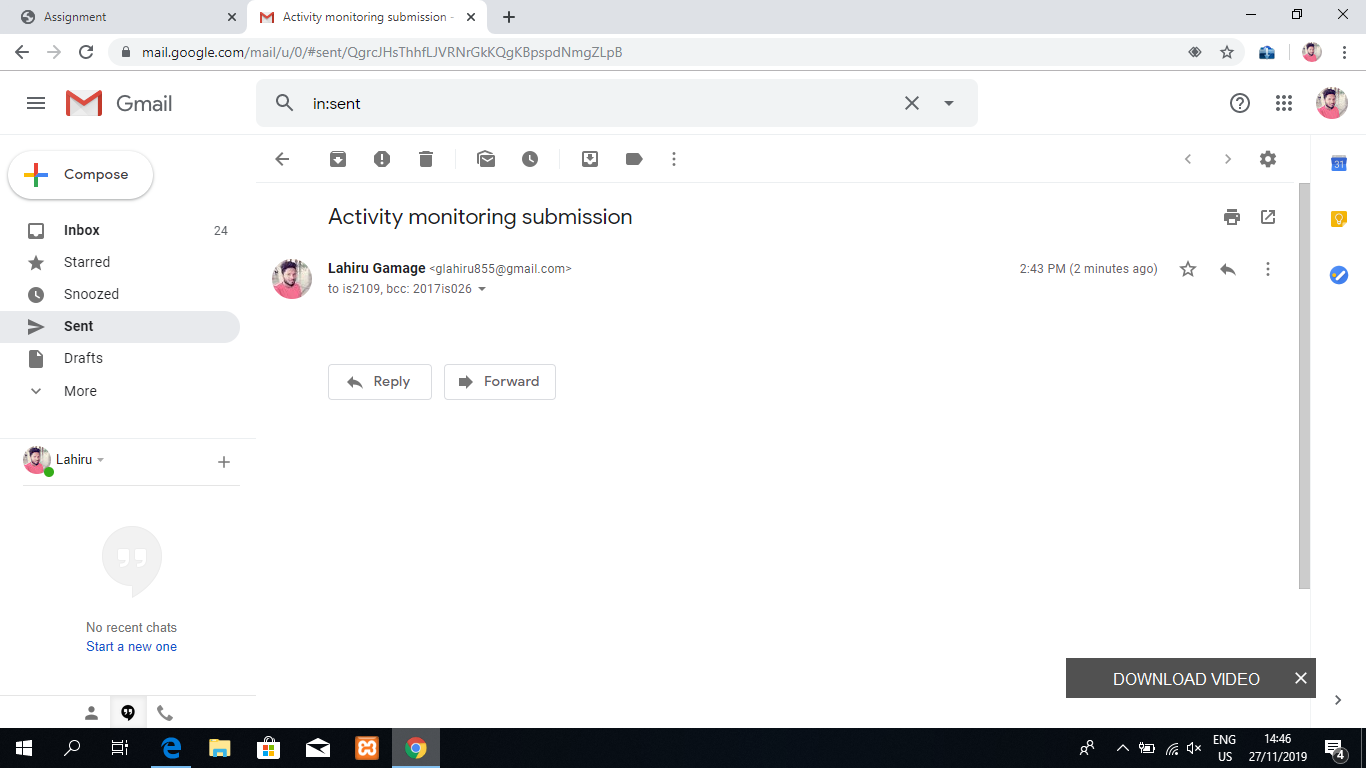 Assignment
Activity monitoring submission -
mail.google.com/mail/u/0/#sent/QgrcJHsThhfLJVRNrGkKQgKBpspdNmgZLpB
Gmail
in:sent
Compose
31
Activity monitoring submission
Inbox 24
Starred
Lahiru Gamage <glahiru855@gmail.com> 2:43 PM (2 minutes ago)
to is2109, bcc: 2017is026
Snoozed
Sent
Drafts
More
Reply Forward
Lahiru
No recent chats
Start a new one
DOWNLOAD VIDEO
ENG
US
14:46
27/11/2019
4